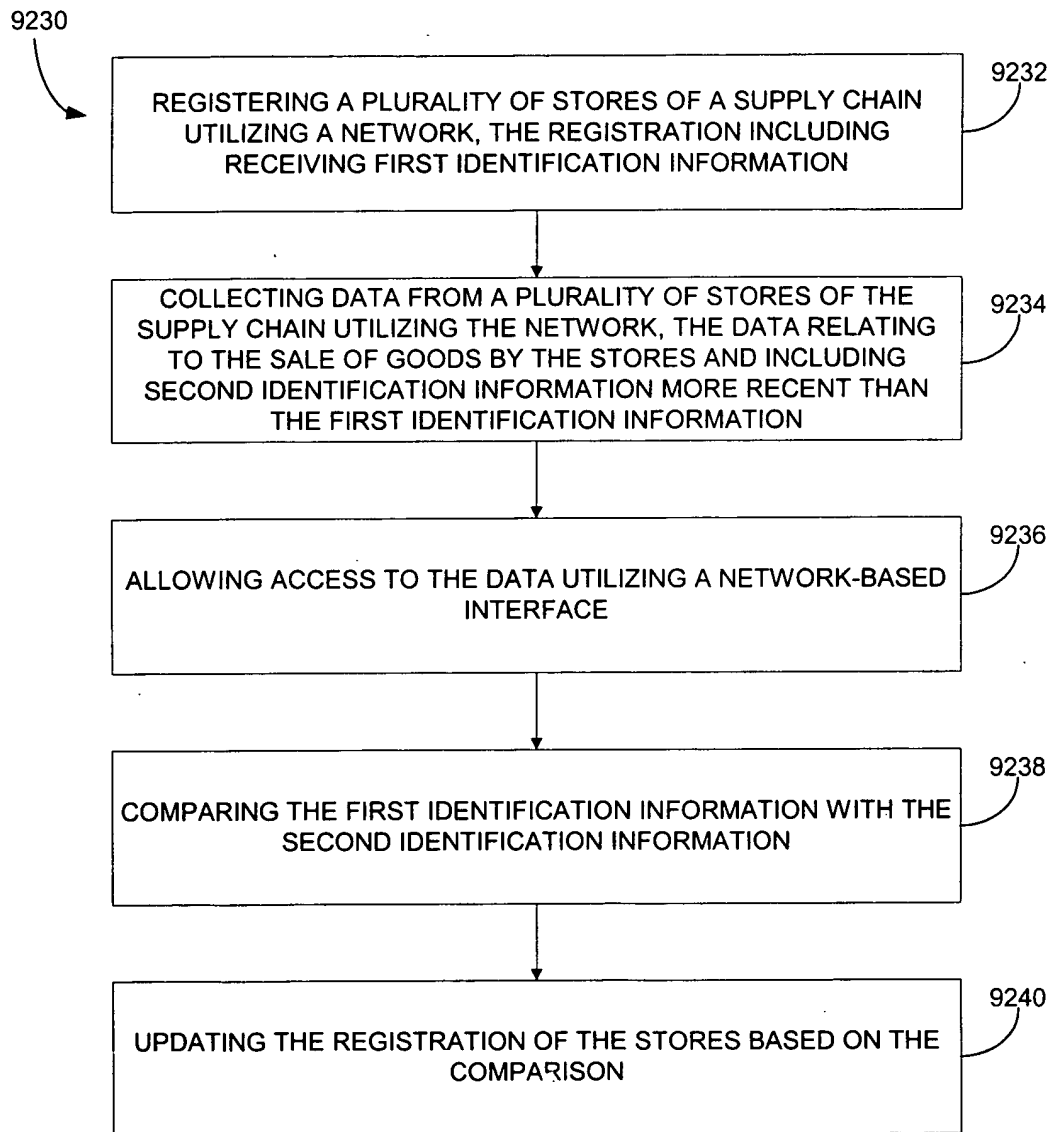 9230
9232
REGISTERING A PLURALITY OF STORES OF A SUPPLY CHAIN
UTILIZING A NETWORK, THE REGISTRATION INCLUDING
RECEIVING FIRST IDENTIFICATION INFORMATION
9234
COLLECTING DATA FROM A PLURALITY OF STORES OF THE
SUPPLY CHAIN UTILIZING THE NETWORK, THE DATA RELATING
TO THE SALE OF GOODS BY THE STORES AND INCLUDING
SECOND IDENTIFICATION INFORMATION MORE RECENT THAN
THE FIRST IDENTIFICATION INFORMATION
9236
ALLOWING ACCESS TO THE DATA UTILIZING A NETWORK-BASED
INTERFACE
9238
COMPARING THE FIRST IDENTIFICATION INFORMATION WITH THE
SECOND IDENTIFICATION INFORMATION
9240
UPDATING THE REGISTRATION OF THE STORES BASED ON THE
COMPARISON